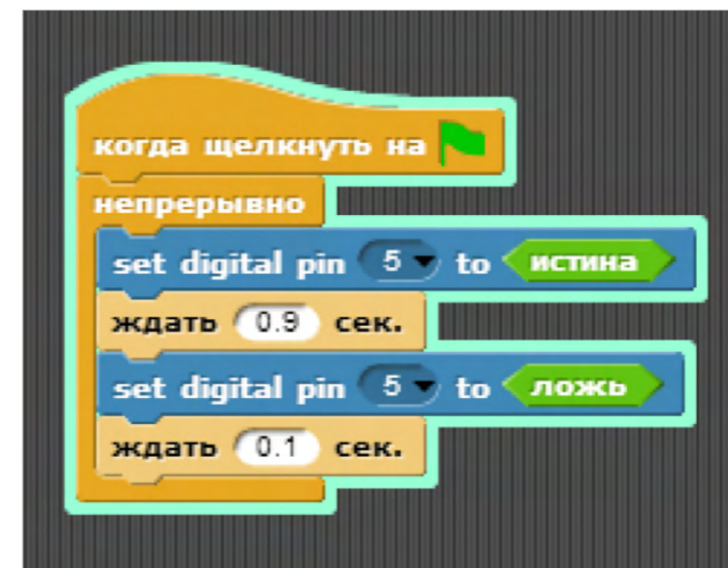 когда щелкнуть на
непрерывно
set digital pin 5 to истина
ждать 0.9 сек.
set digital pin 5 to ложь
ждать 0.1 сек.